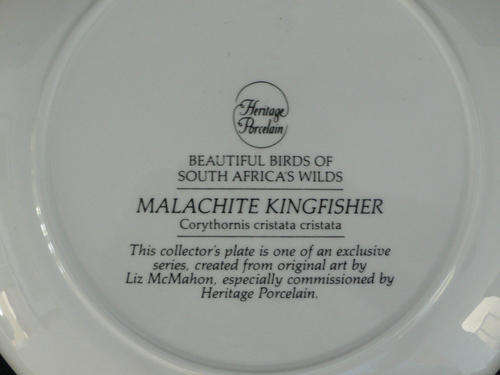 Heritage
Porcelain
BEAUTIFUL BIRDS OF
SOUTH AFRICA'S WILDS
MALACHITE KINGFISHER
Corythornis cristata cristata
This collector's plate is one of an exclusive
series, created from original art by
Liz McMahon, especially commissioned by
Heritage Porcelain.